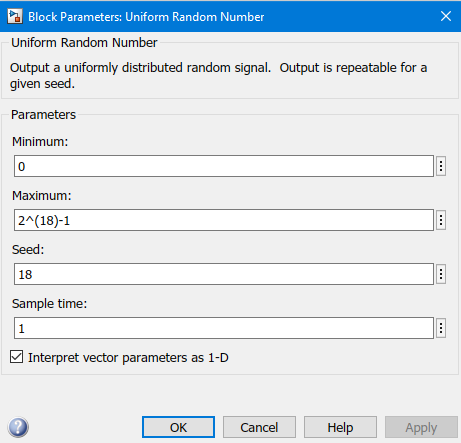 Block Parameters: Uniform Random Number
Uniform Random Number
Output a uniformly distributed random signal.  Output is repeatable for a
given seed.
Parameters
Minimum:
0
Maximum:
2^(18)-1
Seed:
18
Sample time:
1
Interpret vector parameters as 1-D
OK Cancel Help Apply